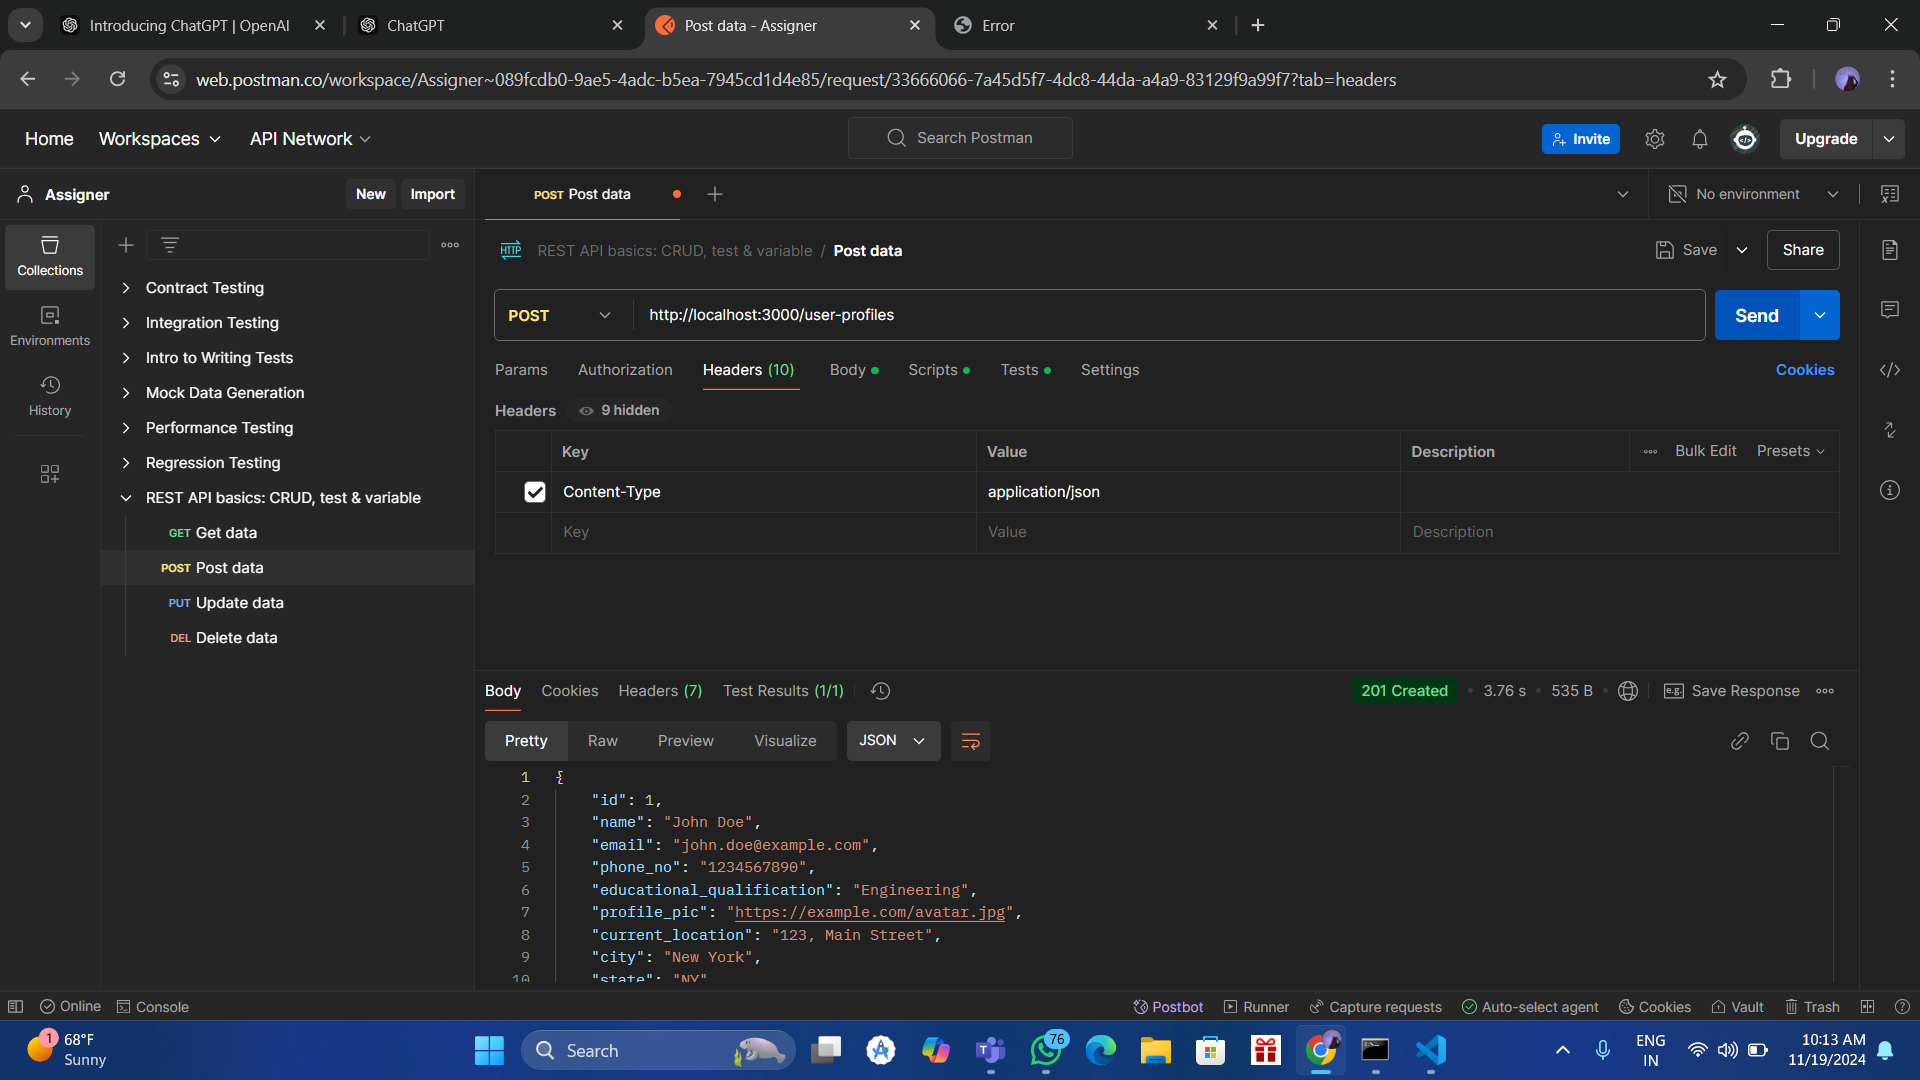 Introducing ChatGPT | OpenAI
ChatGPT
Post data - Assigner
Error
web.postman.co/workspace/Assigner~089fcdb0-9ae5-4adc-b5ea-7945cd1d4e85/request/33666066-7a45d5f7-4dc8-44da-a4a9-83129f9a99f7?tab=headers
Home Workspaces API Network
Search Postman
Invite
Upgrade
Assigner
New Import
POST Post data
No environment
Collections
Environments
History
Contract Testing
Integration Testing
Intro to Writing Tests
Mock Data Generation
Performance Testing
Regression Testing
REST API basics: CRUD, test & variable
GET Get data
POST Post data
PUT Update data
DEL Delete data
HTTP REST API basics: CRUD, test & variable / Post data
Save
Share
POST http://localhost:3000/user-profiles
Send
Params Authorization Headers (10) Body Scripts Tests Settings Cookies
Headers 9 hidden
Key Value Description Bulk Edit Presets
Content-Type application/json
Key Value Description
Body Cookies Headers (7) Test Results (1/1)
201 Created 3.76 s 535 B e.g. Save Response
Pretty Raw Preview Visualize JSON
1 {
2 "id": 1,
3 "name": "John Doe",
4 "email": "john.doe@example.com",
5 "phone_no": "1234567890",
6 "educational_qualification": "Engineering",
7 "profile_pic": "https://example.com/avatar.jpg",
8 "current_location": "123, Main Street",
9 "city": "New York",
10 "state": "NY"
Online Console
Postbot Runner Capture requests Auto-select agent Cookies Vault Trash
1
68°F
Sunny
Search
76
ENG
IN
10:13 AM
11/19/2024